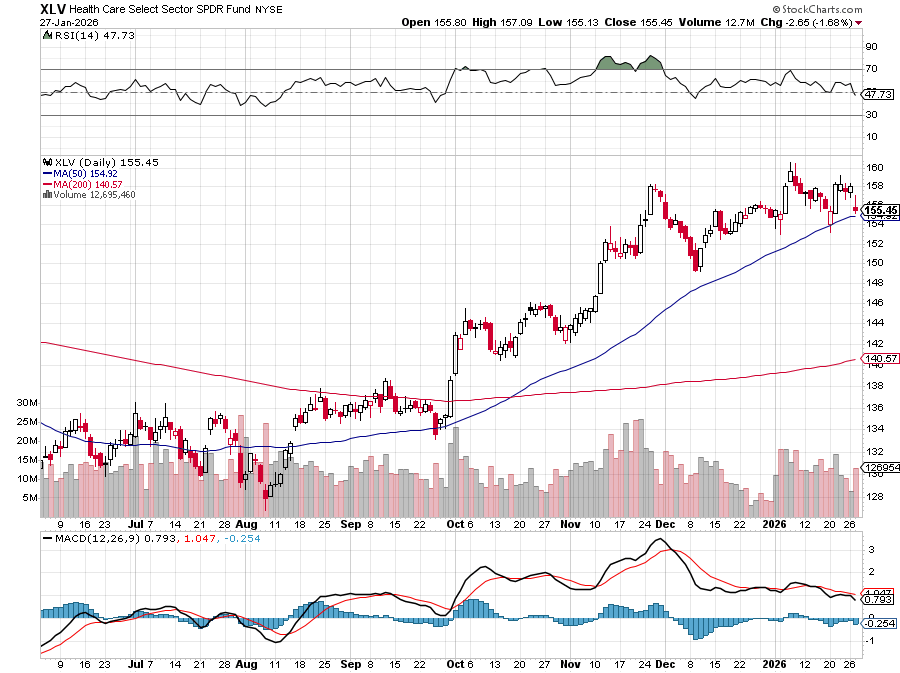 XLV Health Care Select Sector SPDR Fund NYSE
© StockCharts.com
27-Jan-2026
Open 155.80 High 157.09 Low 155.13 Close 155.45 Volume 12.7M Chg -2.65 (-1.68%)
RSI(14) 47.73
90
70
47.73
30
10
XLV (Daily) 155.45
MA(50) 154.92
MA(200) 140.57
Volume 12,695,460
160
158
155.45
154
152
150
148
146
144
142
140.57
140
138
136
134
132
130
128
30M
25M
20M
15M
10M
5M
126954
9 16 23 Jul 7 14 21 28 Aug 11 18 25 Sep 8 15 22 Oct 6 13 20 27 Nov 10 17 24 Dec 8 15 22 2026 12 20 26
MACD(12,26,9) 0.793, 1.047, -0.254
3
2
1.047
0.793
-0.254
-1
9 16 23 Jul 7 14 21 28 Aug 11 18 25 Sep 8 15 22 Oct 6 13 20 27 Nov 10 17 24 Dec 8 15 22 2026 12 20 26